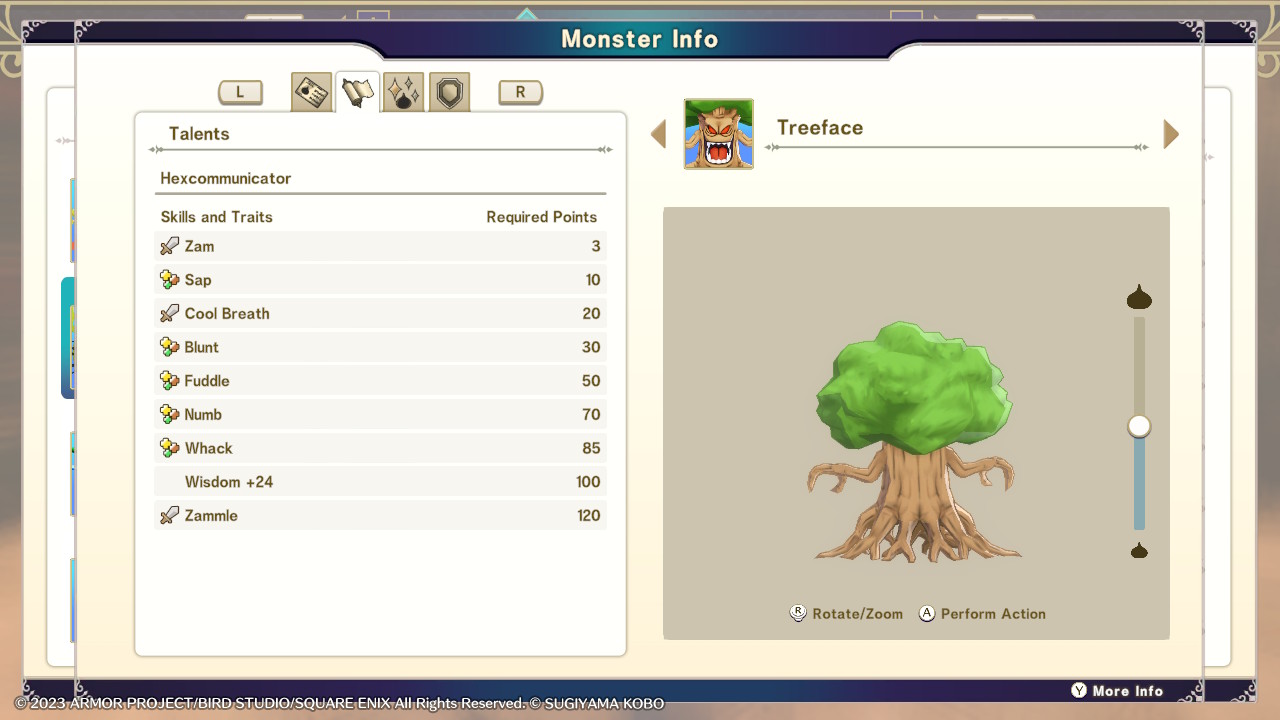 Monster Info
L
R
Talents
Treeface
Hexcommunicator
Skills and Traits Required Points
Zam 3
Sap 10
Cool Breath 20
Blunt 30
Fuddle 50
Numb 70
Whack 85
Wisdom +24 100
Zammle 120
R Rotate/Zoom A Perform Action
Y More Info
© 2023 ARMOR PROJECT/BIRD STUDIO/SQUARE ENIX All Rights Reserved. © SUGIYAMA KOBO